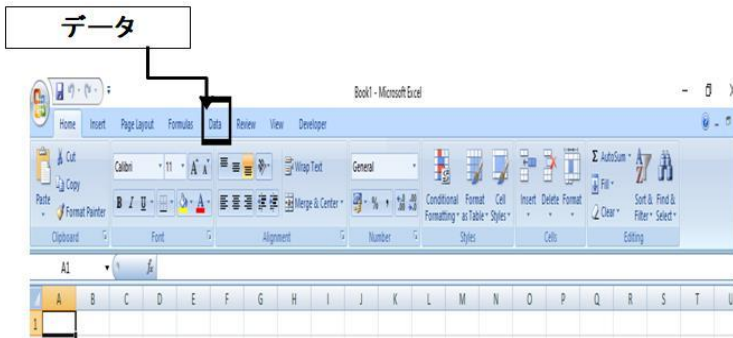 データ
Book1 - Microsoft Excel
Home Insert Page Layout Formulas Data Review View Developer
Cut Calibri 11 A A Wrap Text General Σ AutoSum
Copy Fill
Paste Format Painter B I U A Merge & Center % , Conditional Formatting Format as Table Cell Styles Insert Delete Format Clear Sort & Filter Find & Select
Clipboard Font Alignment Number Styles Cells Editing
A1 fx
A B C D E F G H I J K L M N O P Q R S T U
1